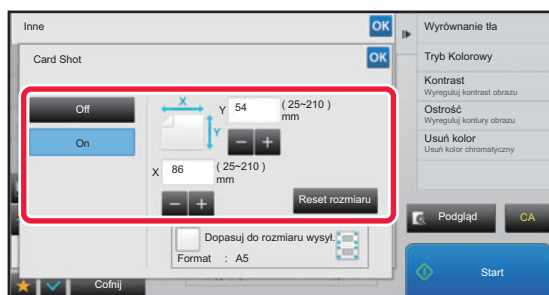 Inne
OK
Card Shot
OK
Off
On
X
Y
Y 54 ( 25~210 )
mm
X 86 ( 25~210 )
mm
Reset rozmiaru
Dopasuj do rozmiaru wysył.
Format : A5
Cofnij
Wyrównanie tła
Tryb Kolorowy
Kontrast
Wyreguluj kontrast obrazu
Ostrość
Wyreguluj kontury obrazu
Usuń kolor
Usuń kolor chromatyczny
Podgląd
CA
Start